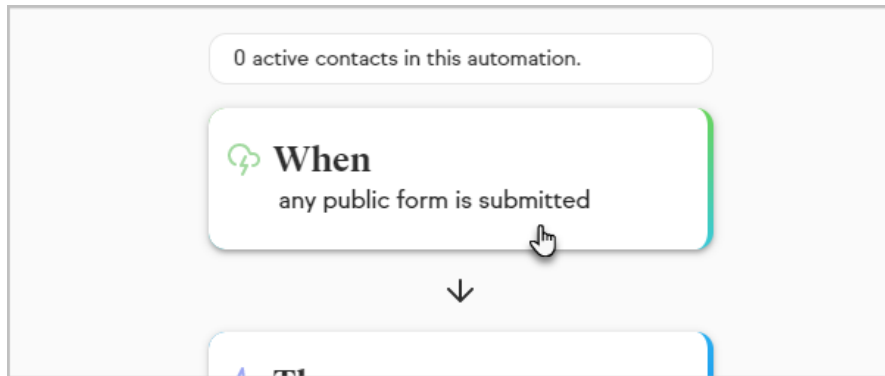 0 active contacts in this automation.
When
any public form is submitted